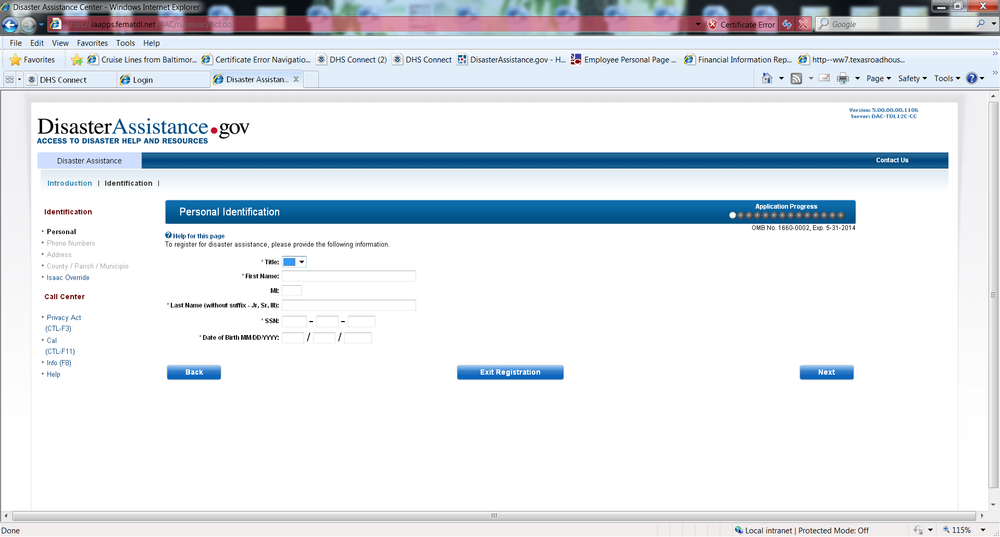 Disaster Assistance Center - Windows Internet Explorer
https://iaapps.fematdl.net/DAC/ri/privacyAct.do
Certificate Error
Google
File Edit View Favorites Tools Help
Favorites
Cruise Lines from Baltimor...
Certificate Error Navigatio...
DHS Connect (2)
DHS Connect
DisasterAssistance.gov - H...
Employee Personal Page ...
Financial Information Rep...
http--ww7.texasroadhous...
DHS Connect
Login
Disaster Assistan...
Page Safety Tools
Version: 5.00.00.00.1106
Server: DAC-TDL12C-CC
DisasterAssistance.gov
ACCESS TO DISASTER HELP AND RESOURCES
Disaster Assistance
Contact Us
Introduction | Identification |
Identification
Personal
Phone Numbers
Address
County / Parish / Municipio
Isaac Override
Call Center
Privacy Act
(CTL-F3)
Cal
(CTL-F11)
Info (F8)
Help
Personal Identification
Application Progress
OMB No. 1660-0002, Exp. 5-31-2014
Help for this page
To register for disaster assistance, please provide the following information.
* Title:
* First Name:
MI:
* Last Name (without suffix - Jr, Sr, III):
* SSN: – –
* Date of Birth MM/DD/YYYY: / /
Back
Exit Registration
Next
Done
Local intranet | Protected Mode: Off
115%